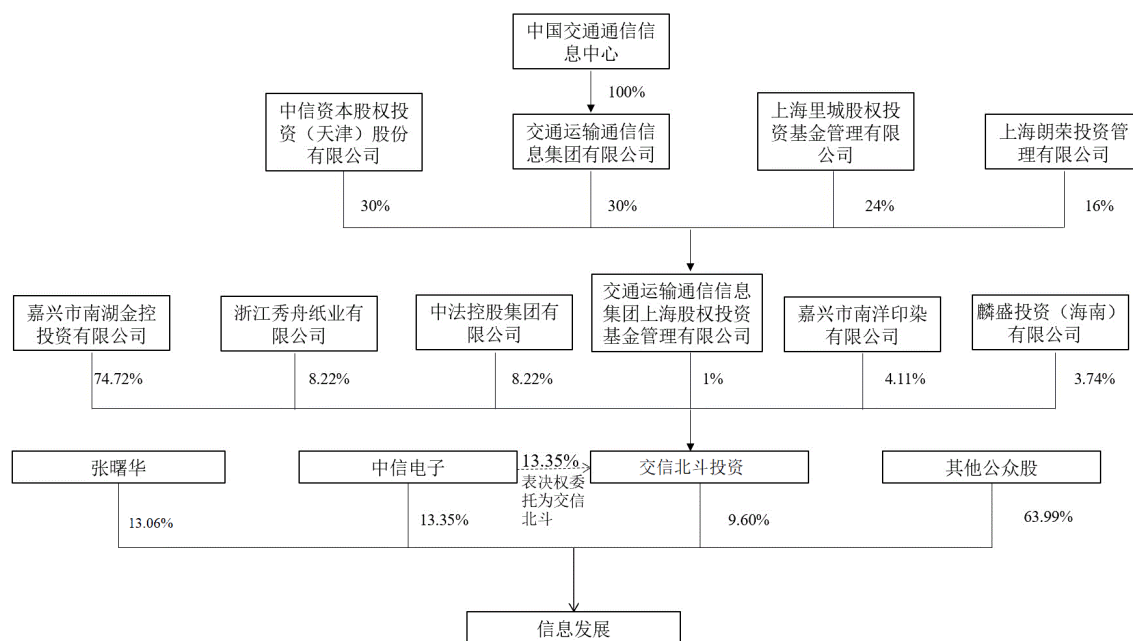 中国交通通信信
息中心
100%
中信资本股权投
资（天津）股份
有限公司
交通运输通信信
息集团有限公司
上海里城股权投
资基金管理有限
公司
上海朗荣投资管
理有限公司
30%
30%
24%
16%
嘉兴市南湖金控
投资有限公司
浙江秀舟纸业有
限公司
中法控股集团有
限公司
交通运输通信信息
集团上海股权投资
基金管理有限公司
嘉兴市南洋印染
有限公司
麟盛投资（海南）
有限公司
74.72%
8.22%
8.22%
1%
4.11%
3.74%
张曙华
中信电子
13.35%
表决权委
托为交信
北斗
交信北斗投资
其他公众股
13.06%
13.35%
9.60%
63.99%
信息发展